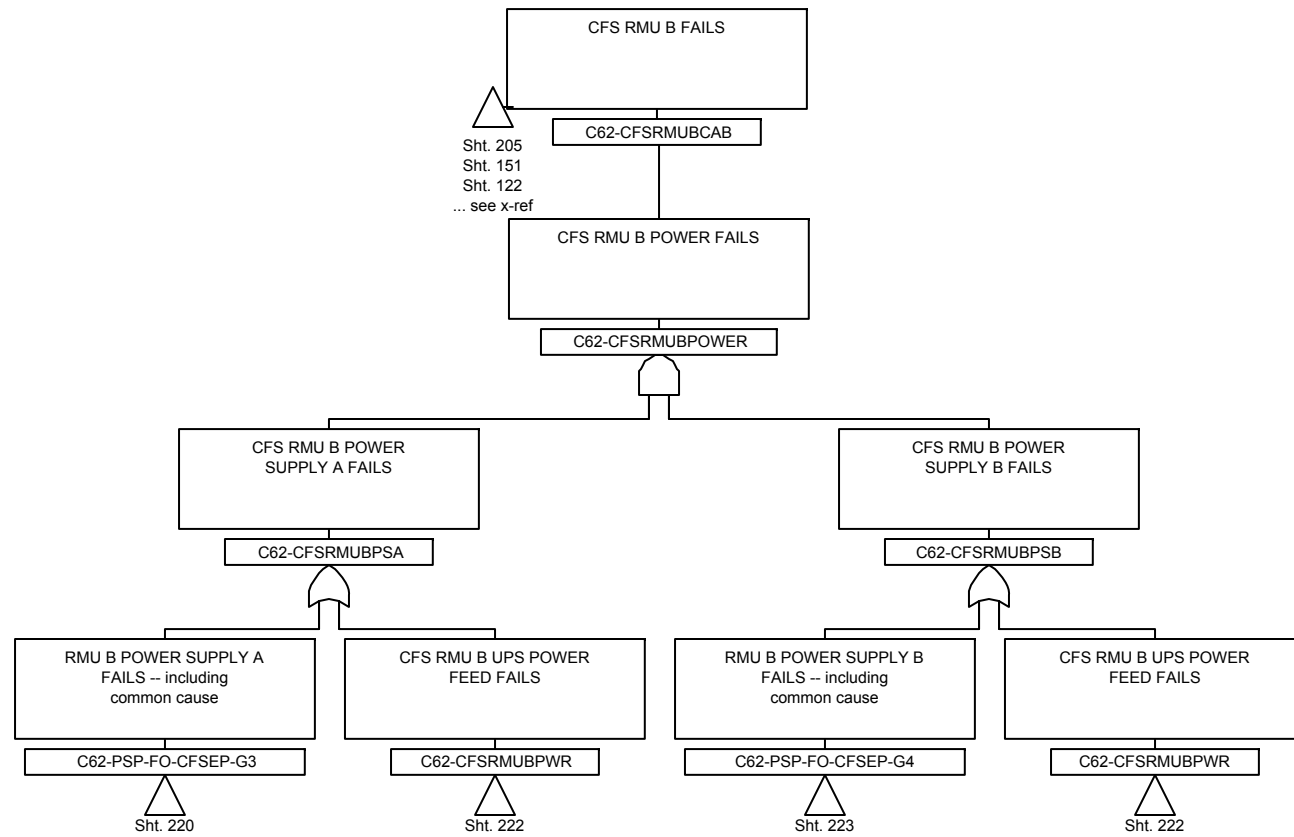 CFS RMU B FAILS
C62-CFSRMUBCAB
Sht. 205
Sht. 151
Sht. 122
... see x-ref
CFS RMU B POWER FAILS
C62-CFSRMUBPOWER
CFS RMU B POWER
SUPPLY A FAILS
C62-CFSRMUBPSA
CFS RMU B POWER
SUPPLY B FAILS
C62-CFSRMUBPSB
RMU B POWER SUPPLY A
FAILS -- including
common cause
C62-PSP-FO-CFSEP-G3
Sht. 220
CFS RMU B UPS POWER
FEED FAILS
C62-CFSRMUBPWR
Sht. 222
RMU B POWER SUPPLY B
FAILS -- including
common cause
C62-PSP-FO-CFSEP-G4
Sht. 223
CFS RMU B UPS POWER
FEED FAILS
C62-CFSRMUBPWR
Sht. 222